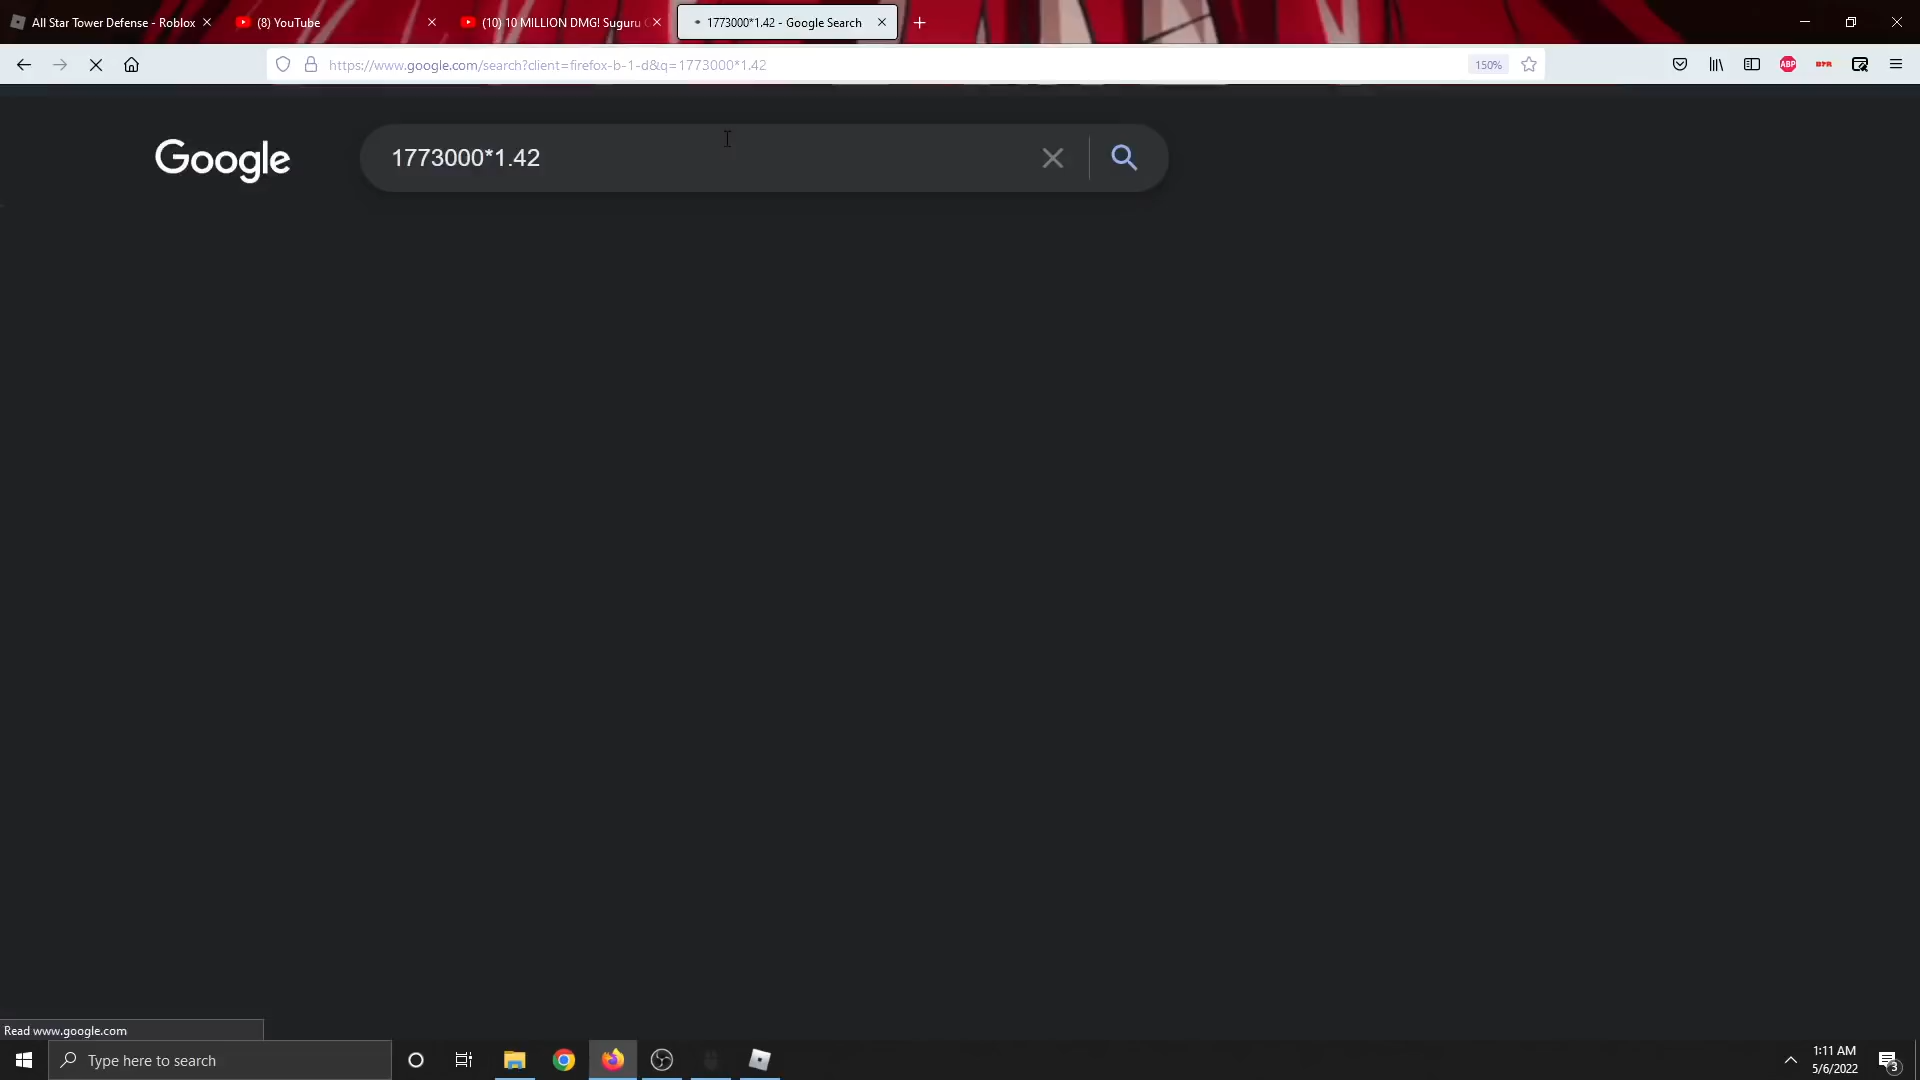 All Star Tower Defense - Roblox
(8) YouTube
(10) 10 MILLION DMG! Suguru
1773000*1.42 - Google Search
https://www.google.com/search?client=firefox-b-1-d&q=1773000*1.42
150%
ABP
Google
1773000*1.42
Read www.google.com
Type here to search
1:11 AM
5/6/2022
3